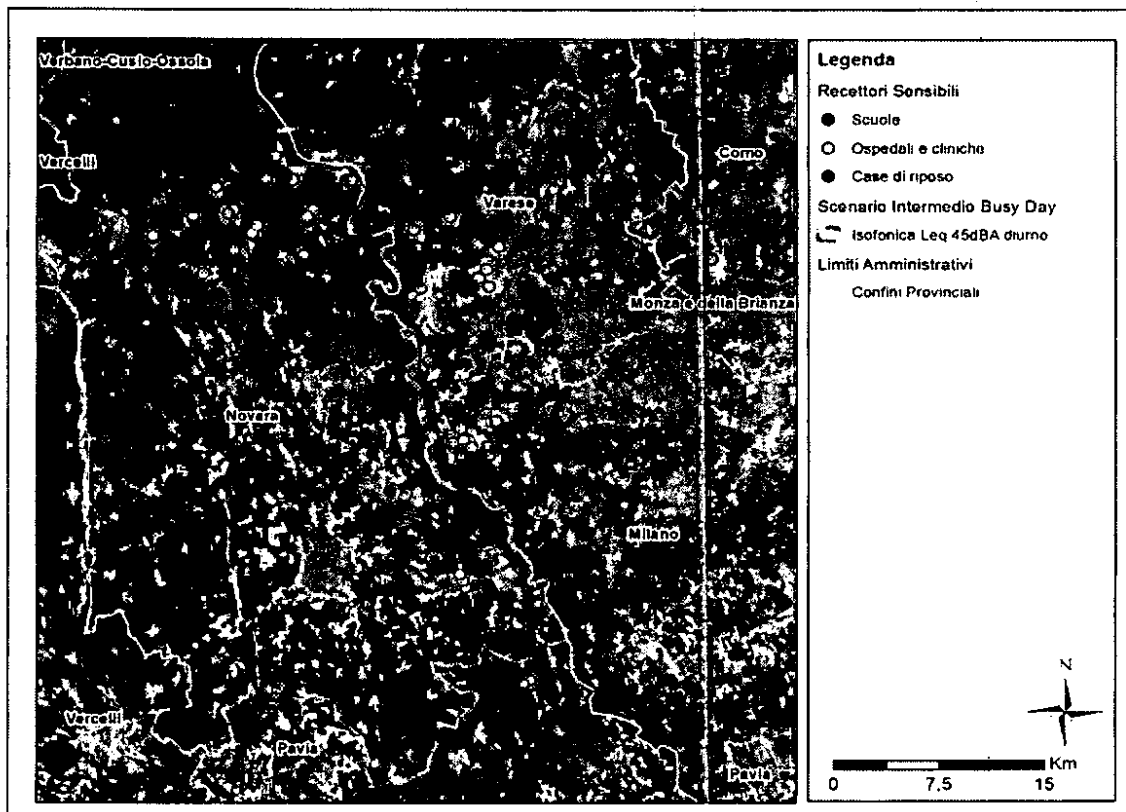 Verbano-Cusio-Ossola
Vercelli
Como
Varese
Monza e della Brianza
Novara
Milano
Vercelli
Pavia
Pavia
Legenda
Recettori Sensibili
Scuole
Ospedali e cliniche
Case di riposo
Scenario Intermedio Busy Day
Isofonica Leq 45dBA diurno
Limiti Amministrativi
Confini Provinciali
N
Km
0 7,5 15